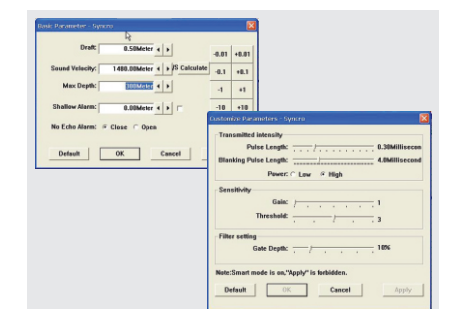 Basic Parameter - Syncro
Draft: 0.50Meter
-0.01 +0.01
Sound Velocity: 1480.00Meter /S Calculate
-0.1 +0.1
Max Depth: 300Meter
-1 +1
Shallow Alarm: 0.00Meter
-10 +10
No Echo Alarm: Close Open
Default OK Cancel
Customize Parameters - Syncro
Transmitted intensity
Pulse Length: 0.30Millisecon
Blanking Pulse Length: 4.0Millisecond
Power: Low High
Sensitivity
Gain: 1
Threshold: 3
Filter setting
Gate Depth: 10%
Note:Smart mode is on,"Apply" is forbidden.
Default OK Cancel Apply